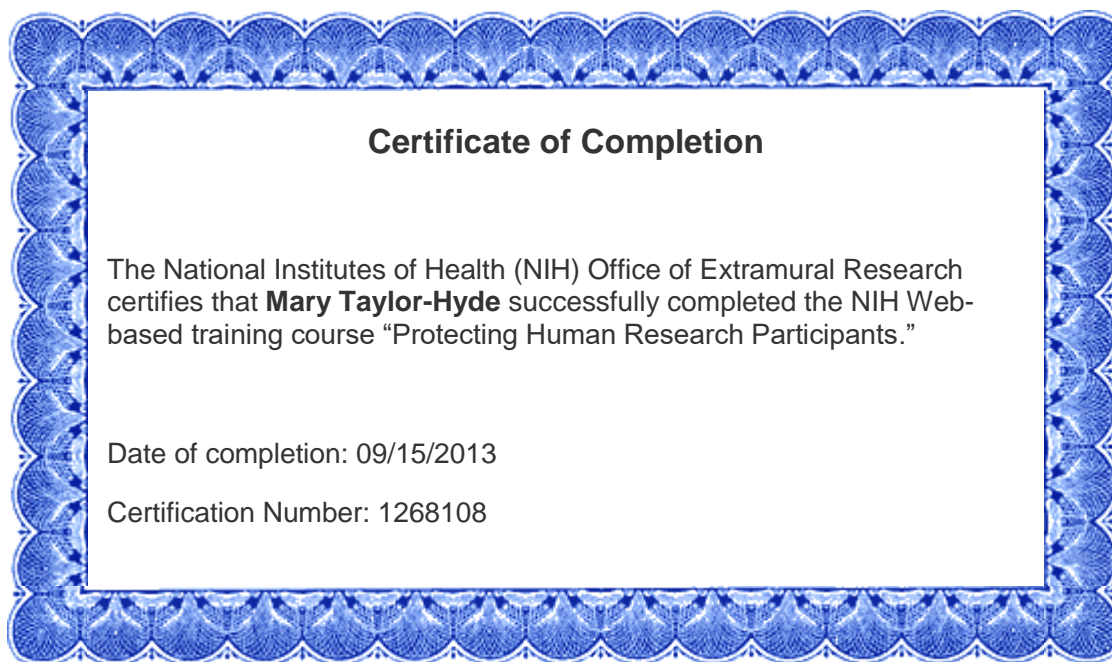 Certificate of Completion
The National Institutes of Health (NIH) Office of Extramural Research
certifies that Mary Taylor-Hyde successfully completed the NIH Web-
based training course “Protecting Human Research Participants.”
Date of completion: 09/15/2013
Certification Number: 1268108